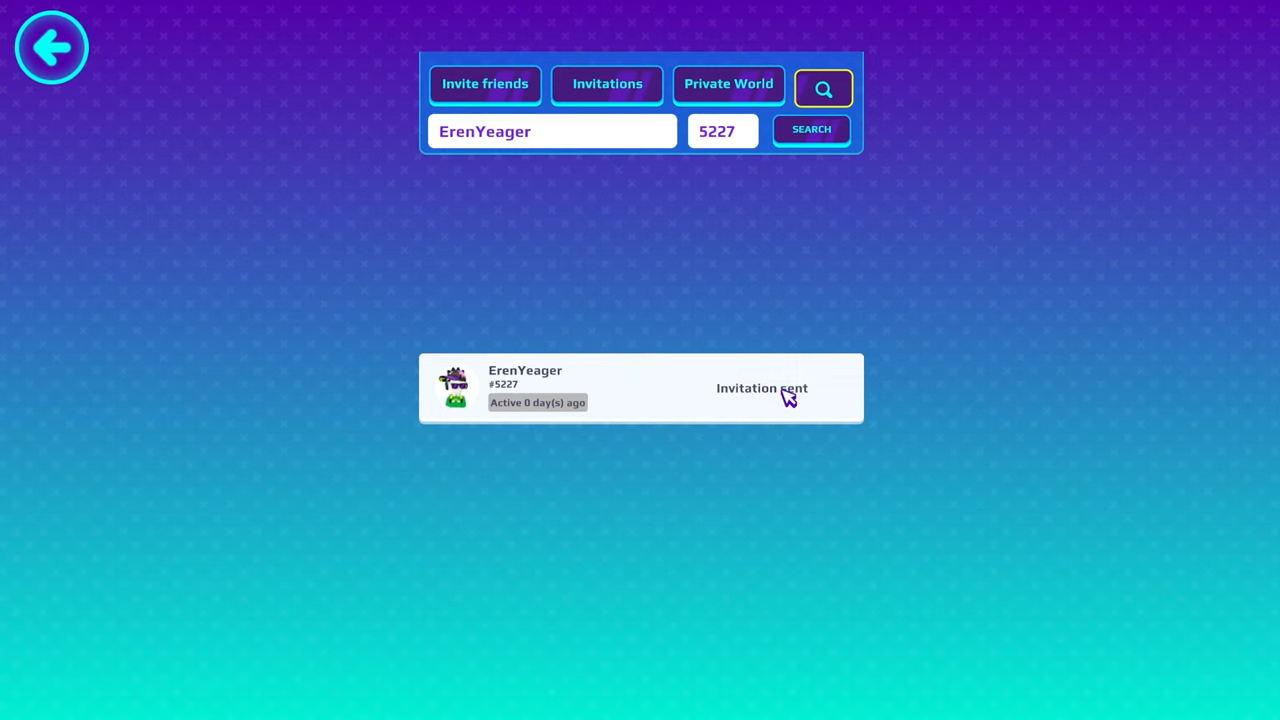 Invite friends
Invitations
Private World
ErenYeager
5227
SEARCH
ErenYeager
#5227
Active 0 day(s) ago
Invitation sent